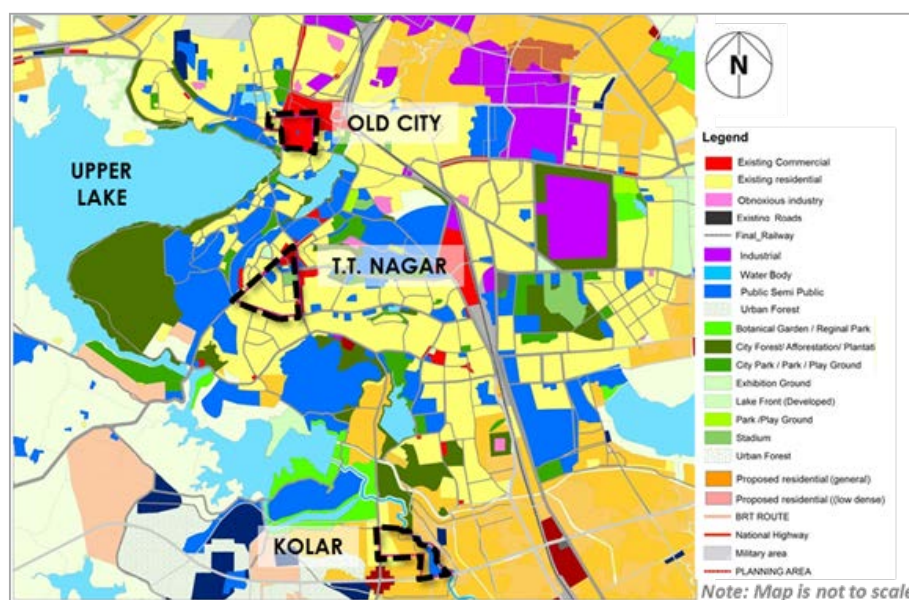 OLD CITY
UPPER
LAKE
T.T. NAGAR
KOLAR
N
Legend
Existing Commercial
Existing residential
Obnoxious industry
Existing Roads
Final_Railway
Industrial
Water Body
Public Semi Public
Urban Forest
Botanical Garden / Reginal Park
City Forest/ Afforestation/ Plantati
City Park / Park / Play Ground
Exhibition Ground
Lake Front (Developed)
Park /Play Ground
Stadium
Urban Forest
Proposed residential (general)
Proposed residential ((low dense)
BRT ROUTE
National Highway
Military area
PLANNING AREA
Note: Map is not to scale